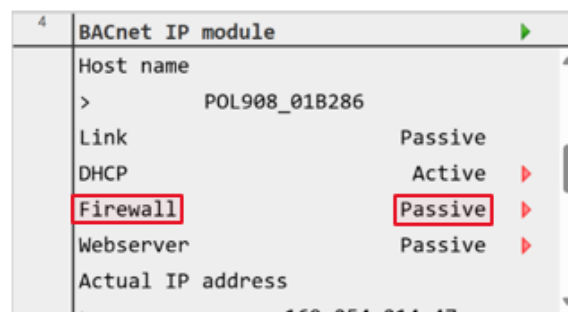 4
BACnet IP module
Host name
> POL908_01B286
Link Passive
DHCP Active
Firewall Passive
Webserver Passive
Actual IP address